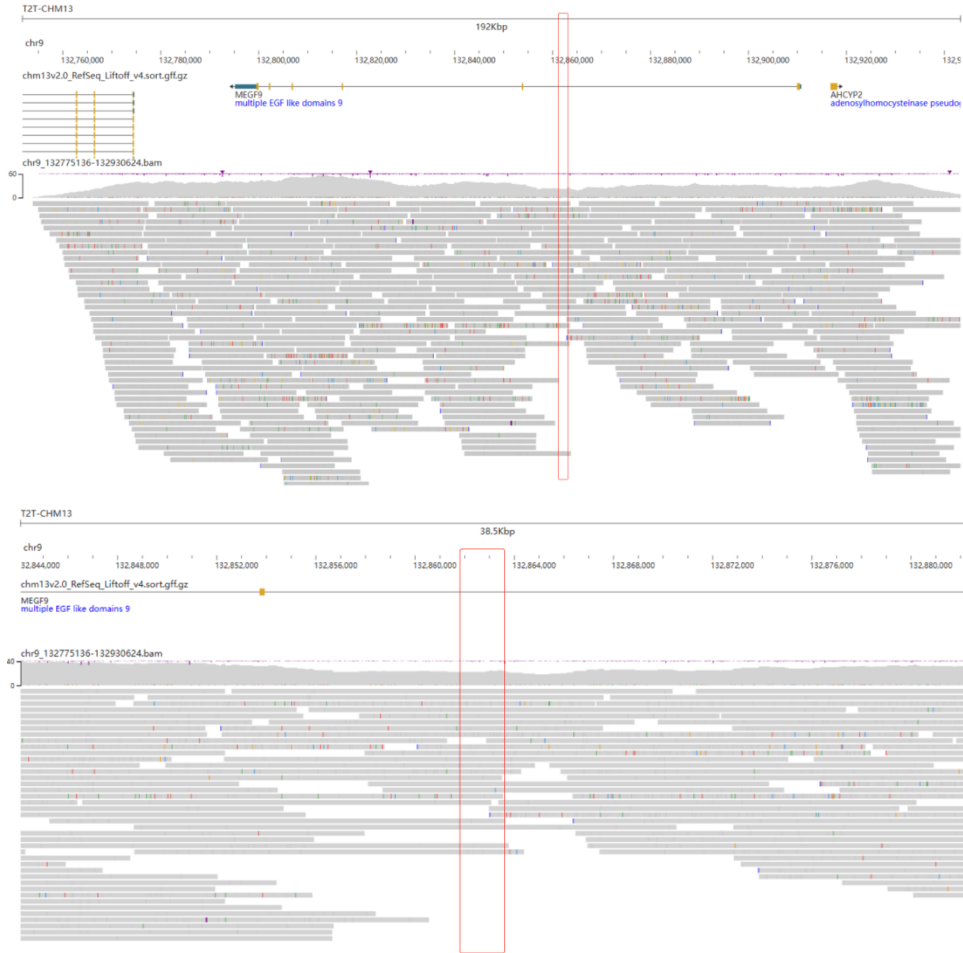 T2T-CHM13
192Kbp
chr9
132,760,000 132,780,000 132,800,000 132,820,000 132,840,000 132,860,000 132,880,000 132,900,000 132,920,000 132,9
chm13v2.0_RefSeq_Liftoff_v4.sort.gff.gz
MEGF9 AHCYP2
multiple EGF like domains 9 adenosylhomocysteinase pseudog
chr9_132775136-132930624.bam
60
0
T2T-CHM13
38.5Kbp
chr9
32,844,000 132,848,000 132,852,000 132,856,000 132,860,000 132,864,000 132,868,000 132,872,000 132,876,000 132,880,000
chm13v2.0_RefSeq_Liftoff_v4.sort.gff.gz
MEGF9
multiple EGF like domains 9
chr9_132775136-132930624.bam
40
0